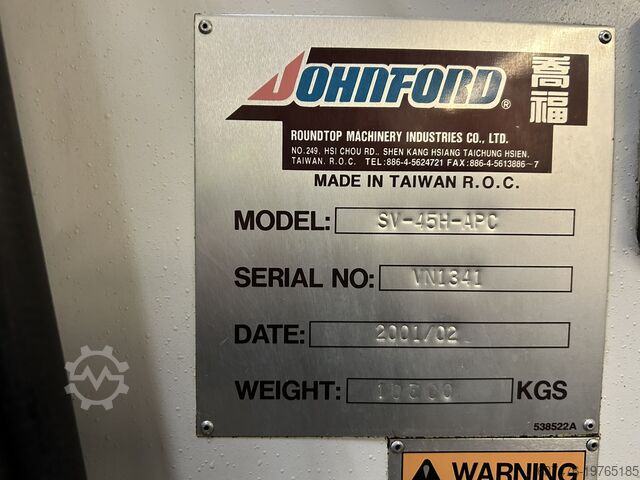 JOHNFORD® 喬福
ROUNDTOP MACHINERY INDUSTRIES CO., LTD.
NO.249, HSI CHOU RD., SHEN KANG HSIANG TAICHUNG HSIEN,
TAIWAN. R.O.C. TEL:886-4-5624721 FAX:886-4-5613886~7
MADE IN TAIWAN R.O.C.
MODEL: SV-45H-APC
SERIAL NO: VN1341
DATE: 2001/02
WEIGHT: KGS
538522A
WARNING